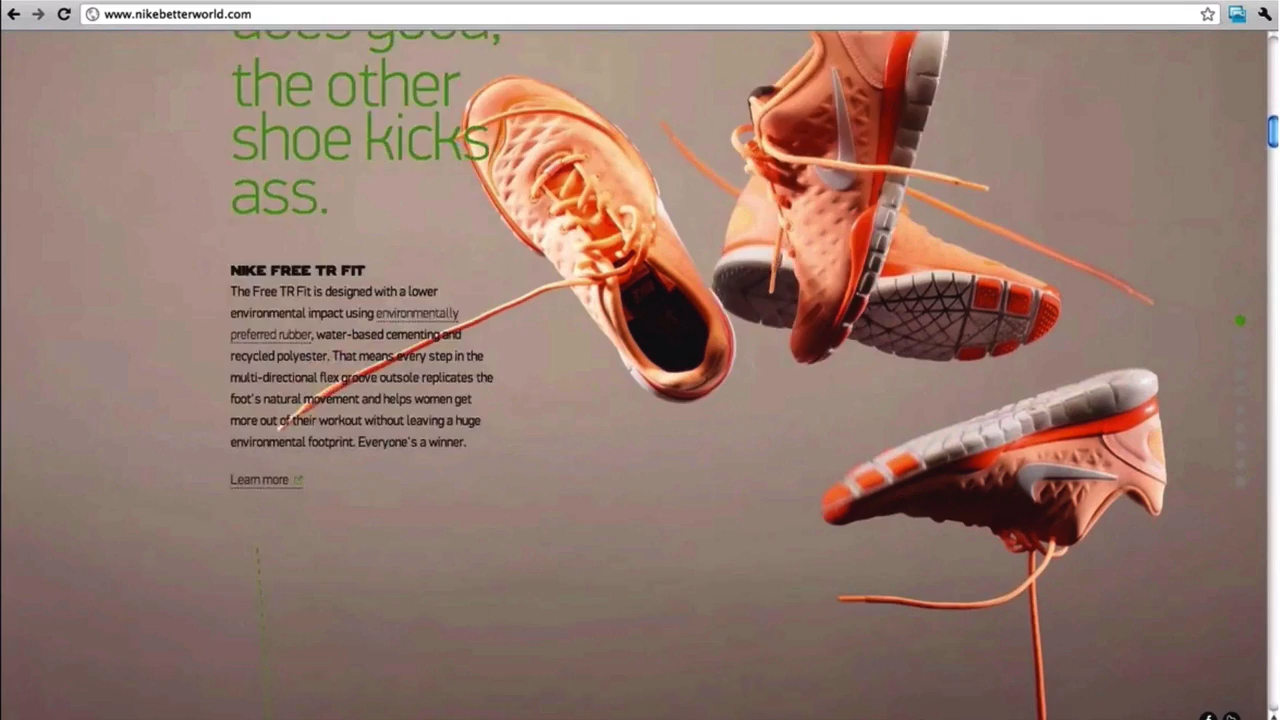 www.nikebetterworld.com
does good,
the other
shoe kicks
ass.
NIKE FREE TR FIT
The Free TR Fit is designed with a lower
environmental impact using environmentally
preferred rubber, water-based cementing and
recycled polyester. That means every step in the
multi-directional flex groove outsole replicates the
foot's natural movement and helps women get
more out of their workout without leaving a huge
environmental footprint. Everyone's a winner.
Learn more